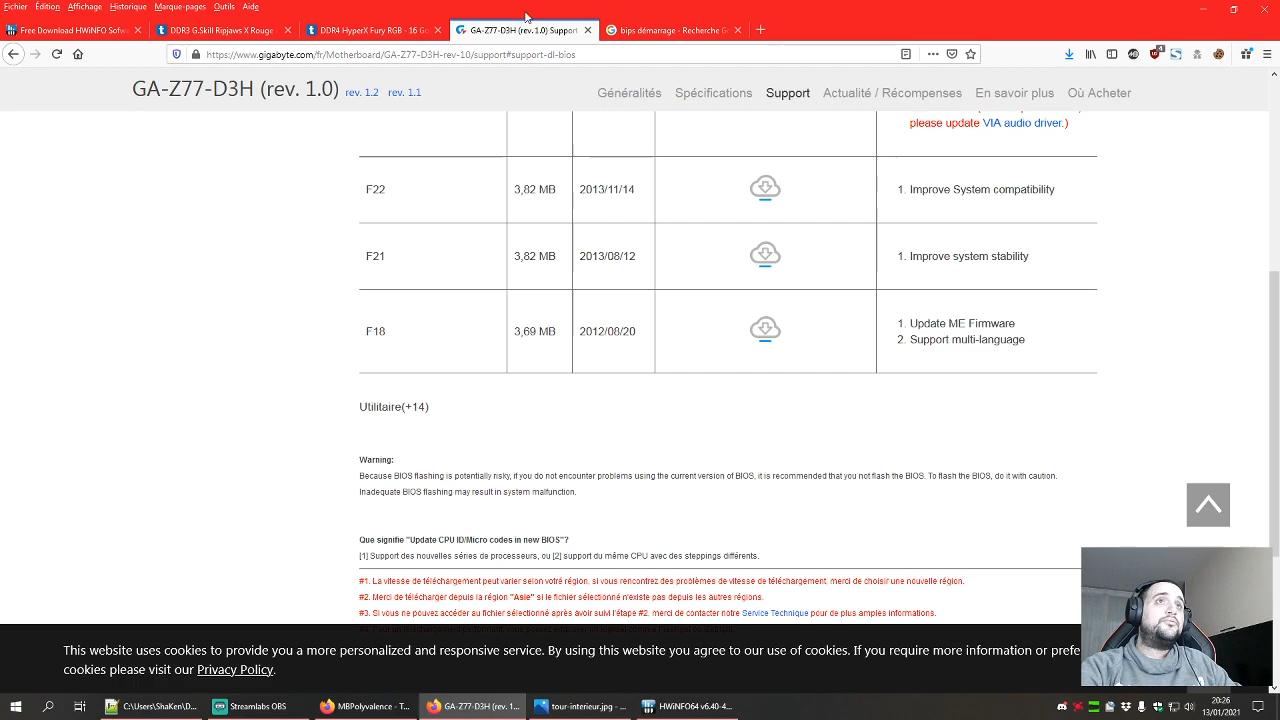 Fichier Édition Affichage Historique Marque-pages Outils Aide
Free Download HWiNFO Sofwa DDR3 G.Skill Ripjaws X Rouge DDR4 HyperX Fury RGB - 16 Go GA-Z77-D3H (rev. 1.0) Support bips démarrage - Recherche Go
https://www.gigabyte.com/fr/Motherboard/GA-Z77-D3H-rev-10/support#support-dl-bios
GA-Z77-D3H (rev. 1.0) rev. 1.2 rev. 1.1 Généralités Spécifications Support Actualité / Récompenses En savoir plus Où Acheter
please update VIA audio driver.)
F22 3,82 MB 2013/11/14 1. Improve System compatibility
F21 3,82 MB 2013/08/12 1. Improve system stability
F18 3,69 MB 2012/08/20 1. Update ME Firmware
2. Support multi-language
Utilitaire(+14)
Warning:
Because BIOS flashing is potentially risky, if you do not encounter problems using the current version of BIOS, it is recommended that you not flash the BIOS. To flash the BIOS, do it with caution.
Inadequate BIOS flashing may result in system malfunction.
Que signifie "Update CPU ID/Micro codes in new BIOS"?
[1] Support des nouvelles séries de processeurs, ou [2] support du même CPU avec des steppings différents.
#1. La vitesse de téléchargement peut varier selon votré région, si vous rencontrez des problèmes de vitesse de téléchargement, merci de choisir une nouvelle région.
#2. Merci de télécharger depuis la région "Asie" si le fichier sélectionné n'existe pas depuis les autres régions.
#3. Si vous ne pouvez accéder au fichier sélectionné après avoir suivi l'étape #2, merci de contacter notre Service Technique pour de plus amples informations.
This website uses cookies to provide you a more personalized and responsive service. By using this website you agree to our use of cookies. If you require more information or prefe
cookies please visit our Privacy Policy.
C:\Users\ShaKen\D... Streamlabs OBS MBPolyvalence - T... GA-Z77-D3H (rev. 1... tour-interieur.jpg - ... HWiNFO64 v6.40-4... 20:26
13/01/2021